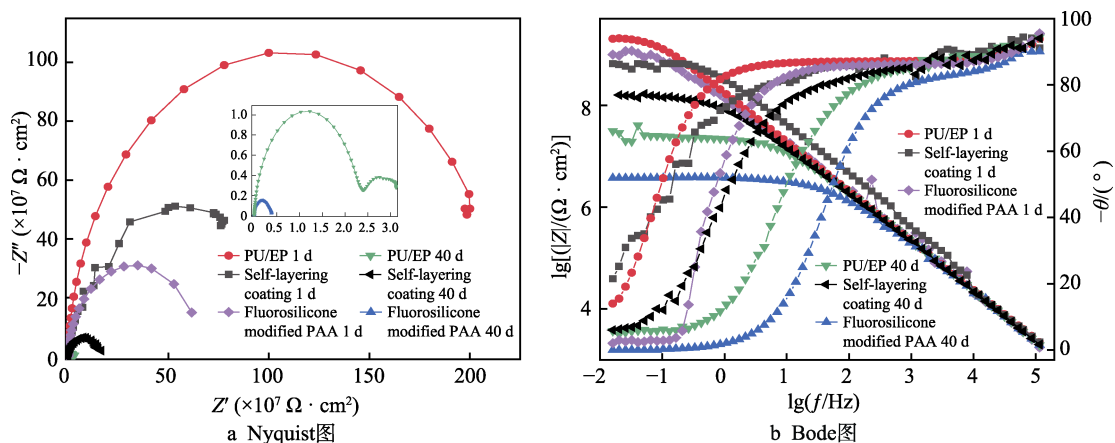 100
80
60
40
20
0
−Z″ (×10⁷ Ω · cm²)
1.0
0.8
0.6
0.4
0.2
0
0 0.5 1.0 1.5 2.0 2.5 3.0
PU/EP 1 d
Self-layering
coating 1 d
Fluorosilicone
modified PAA 1 d
PU/EP 40 d
Self-layering
coating 40 d
Fluorosilicone
modified PAA 40 d
0 50 100 150 200
Z′ (×10⁷ Ω · cm²)
a Nyquist图
8
6
4
lg[(|Z|/(Ω · cm²)]
PU/EP 1 d
Self-layering
coating 1 d
Fluorosilicone
modified PAA 1 d
PU/EP 40 d
Self-layering
coating 40 d
Fluorosilicone
modified PAA 40 d
100
80
60
40
20
0
−θ/(°)
−2 −1 0 1 2 3 4 5
lg(f/Hz)
b Bode图